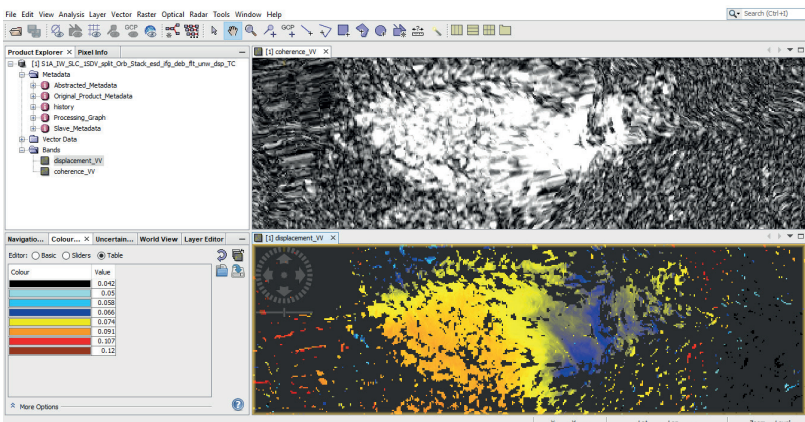 File Edit View Analysis Layer Vector Raster Optical Radar Tools Window Help
Search (Ctrl+I)
GCP
GCP
Product Explorer × Pixel Info
[1] S1A_IW_SLC_1SDV_split_Orb_Stack_esd_ifg_deb_flt_unw_dsp_TC
Metadata
Abstracted_Metadata
Original_Product_Metadata
history
Processing_Graph
Slave_Metadata
Vector Data
Bands
displacement_VV
coherence_VV
[1] coherence_VV ×
Navigatio... Colour... × Uncertain... World View Layer Editor
Editor: Basic Sliders Table
Colour Value
0.042
0.05
0.058
0.066
0.074
0.091
0.107
0.12
More Options
[1] displacement_VV ×